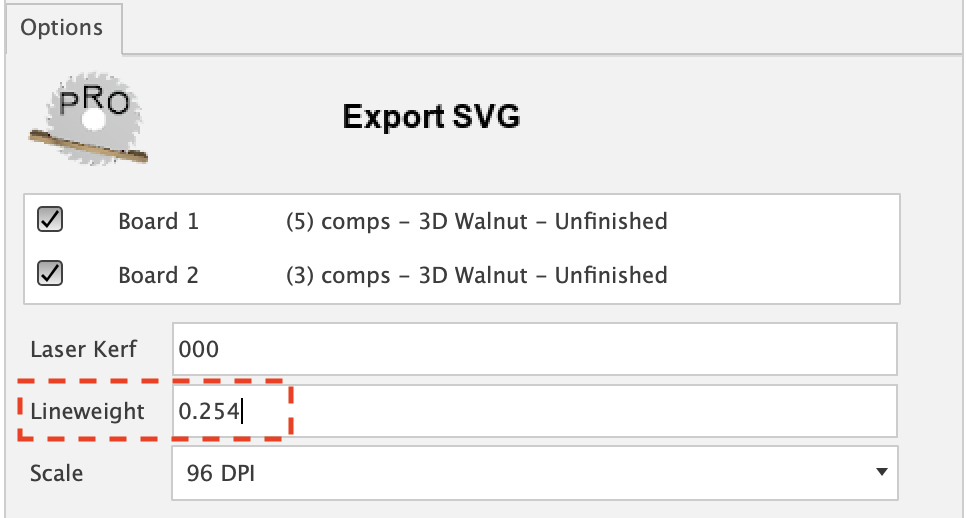 Options
PRO
Export SVG
Board 1 (5) comps – 3D Walnut – Unfinished
Board 2 (3) comps – 3D Walnut – Unfinished
Laser Kerf 000
Lineweight 0.254
Scale 96 DPI